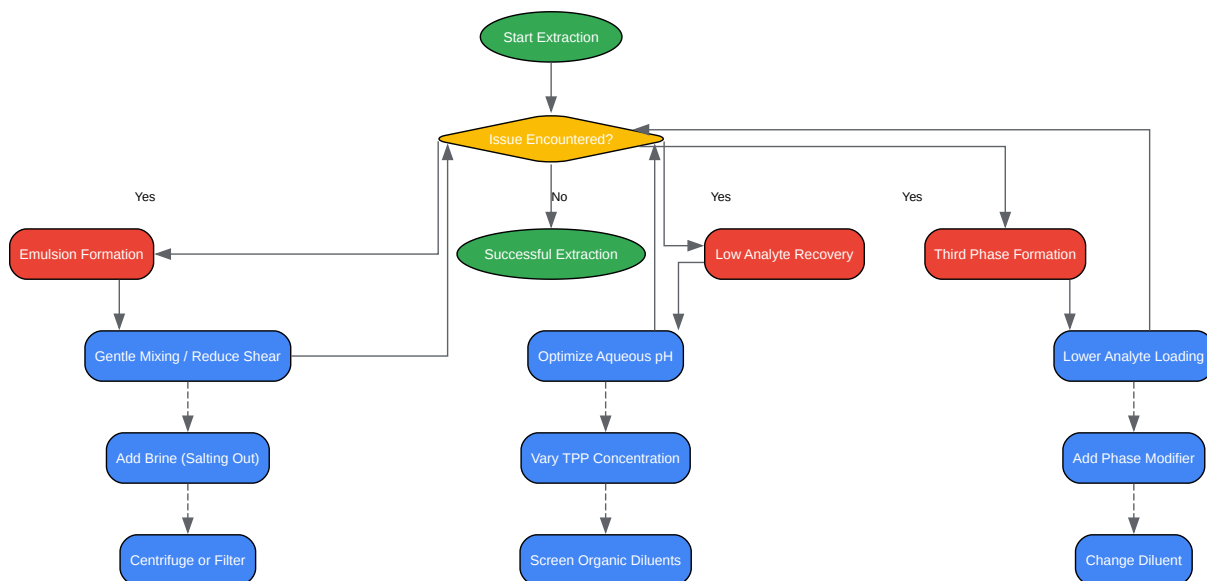 Start Extraction
Issue Encountered?
Yes
No
Yes
Yes
Emulsion Formation
Successful Extraction
Low Analyte Recovery
Third Phase Formation
Gentle Mixing / Reduce Shear
Optimize Aqueous pH
Lower Analyte Loading
Add Brine (Salting Out)
Vary TPP Concentration
Add Phase Modifier
Centrifuge or Filter
Screen Organic Diluents
Change Diluent